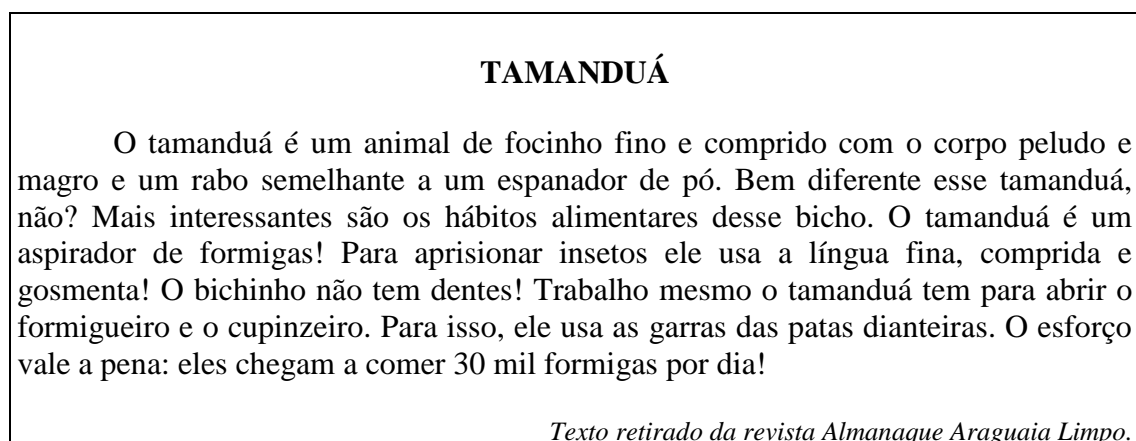 TAMANDUÁ
O tamanduá é um animal de focinho fino e comprido com o corpo peludo e
magro e um rabo semelhante a um espanador de pó. Bem diferente esse tamanduá,
não? Mais interessantes são os hábitos alimentares desse bicho. O tamanduá é um
aspirador de formigas! Para aprisionar insetos ele usa a língua fina, comprida e
gosmenta! O bichinho não tem dentes! Trabalho mesmo o tamanduá tem para abrir o
formigueiro e o cupinzeiro. Para isso, ele usa as garras das patas dianteiras. O esforço
vale a pena: eles chegam a comer 30 mil formigas por dia!
Texto retirado da revista Almanaque Araguaia Limpo.